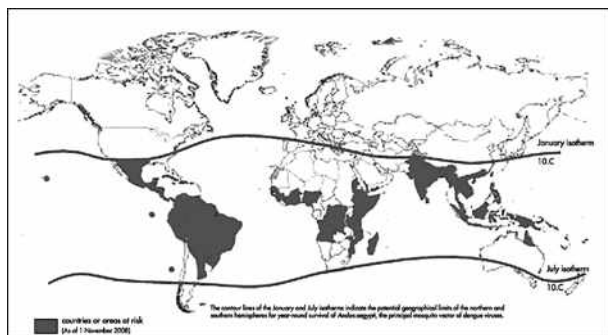 January isotherm
10.C
July isotherm
10.C
The contour lines of the January and July isotherms indicate the potential geographical limits of the northern and
southern hemispheres for year-round survival of Aedes aegypt, the principal mosquito vector of dengue viruses.
countries or areas at risk
(As of 1 November 2008)